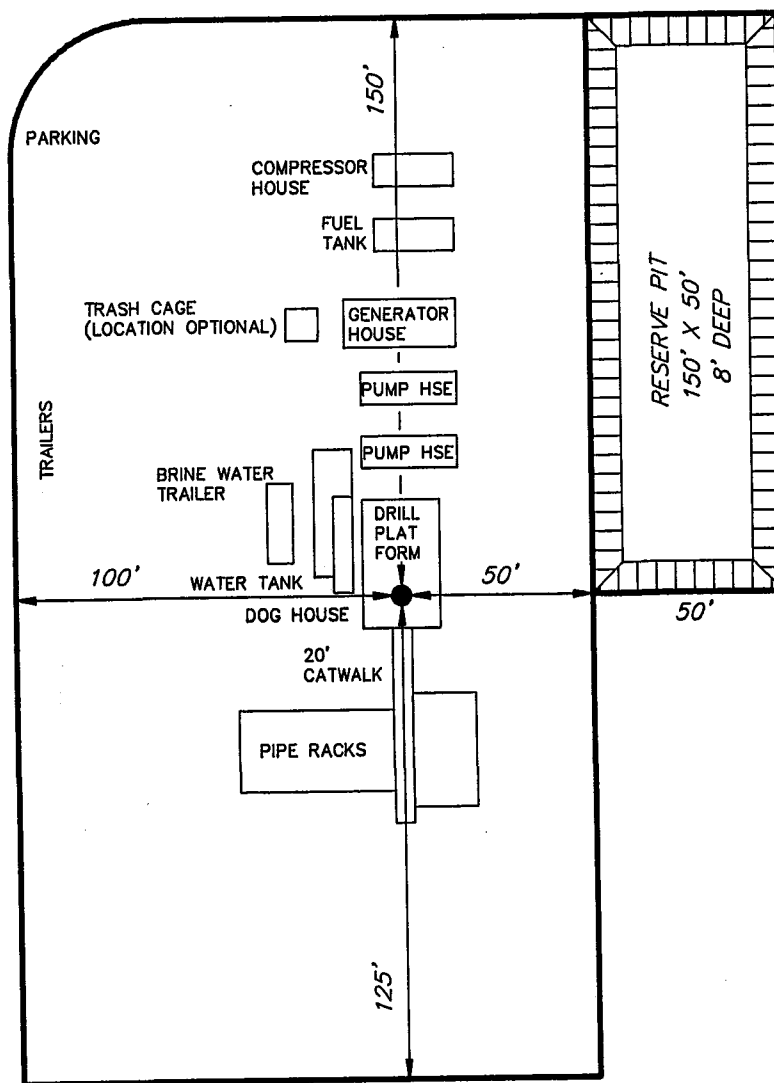 150'
PARKING
COMPRESSOR
HOUSE
FUEL
TANK
TRASH CAGE
(LOCATION OPTIONAL)
GENERATOR
HOUSE
RESERVE PIT
150' X 50'
8' DEEP
PUMP HSE
TRAILERS
PUMP HSE
BRINE WATER
TRAILER
DRILL
PLAT
FORM
100'
WATER TANK
50'
DOG HOUSE
50'
20'
CATWALK
PIPE RACKS
125'